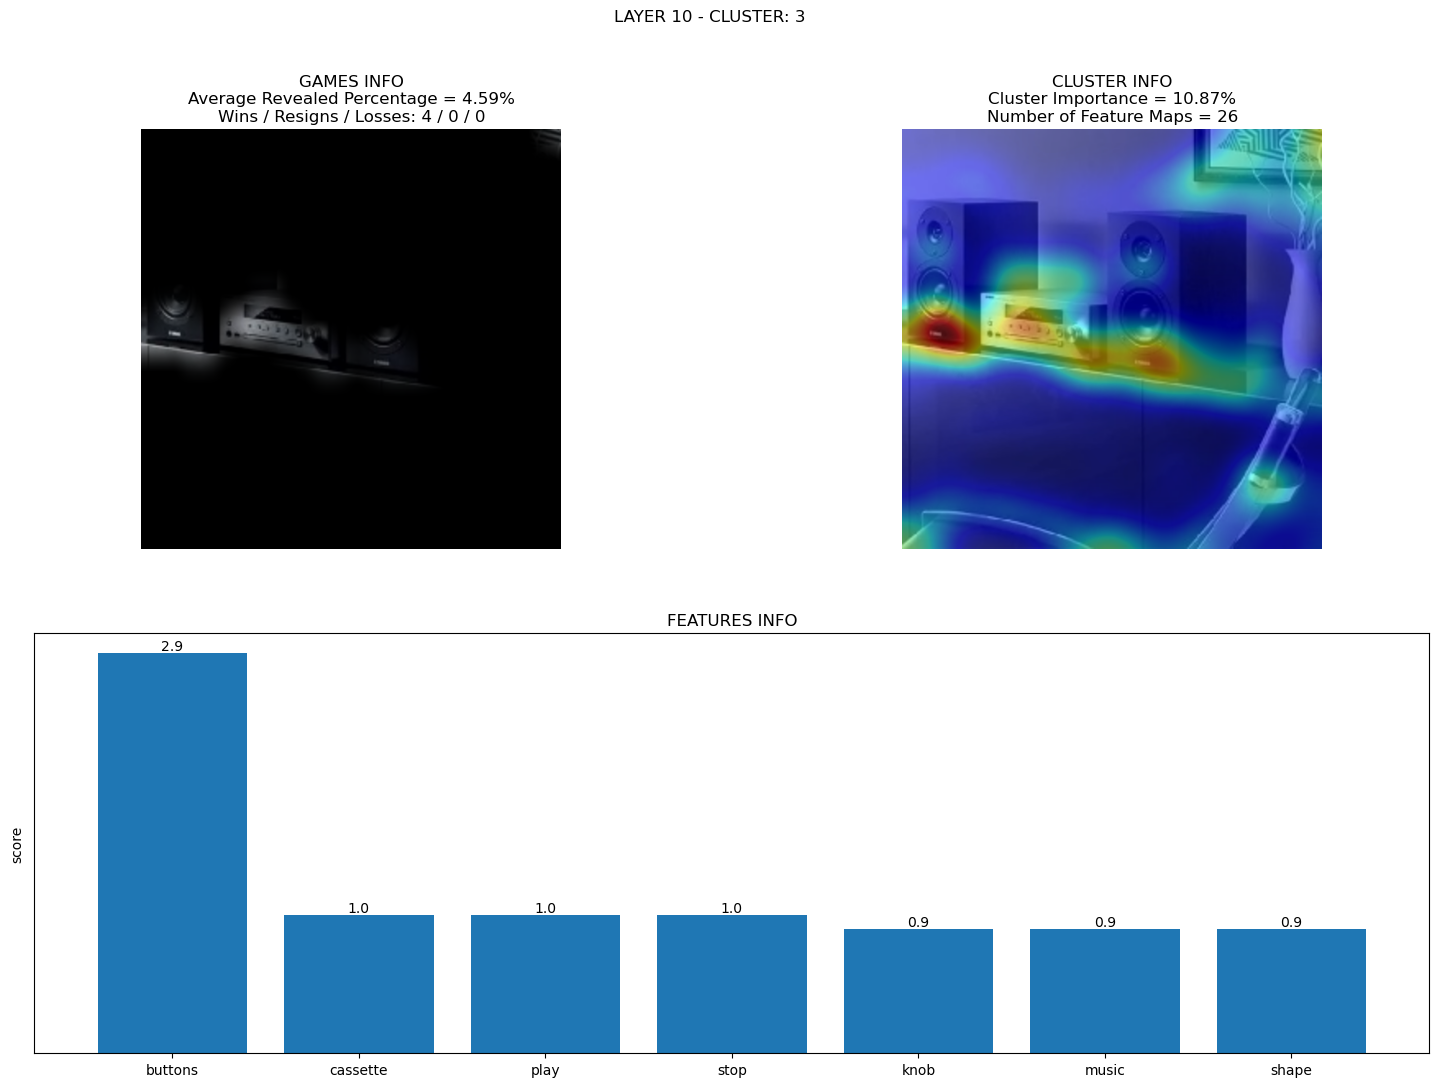 LAYER 10 - CLUSTER: 3
GAMES INFO
Average Revealed Percentage = 4.59%
Wins / Resigns / Losses: 4 / 0 / 0
CLUSTER INFO
Cluster Importance = 10.87%
Number of Feature Maps = 26
FEATURES INFO
score
2.9
1.0
1.0
1.0
0.9
0.9
0.9
buttons
cassette
play
stop
knob
music
shape